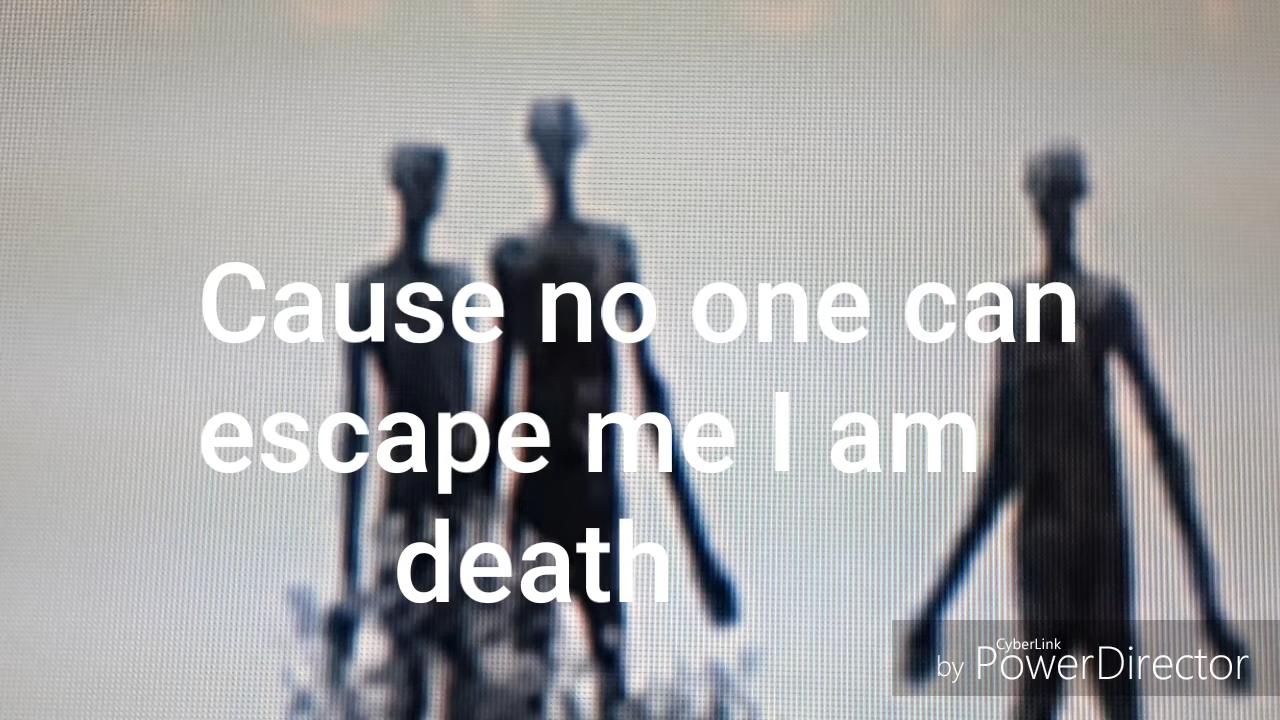 Cause no one can
escape me I am
death
CyberLink
by PowerDirector